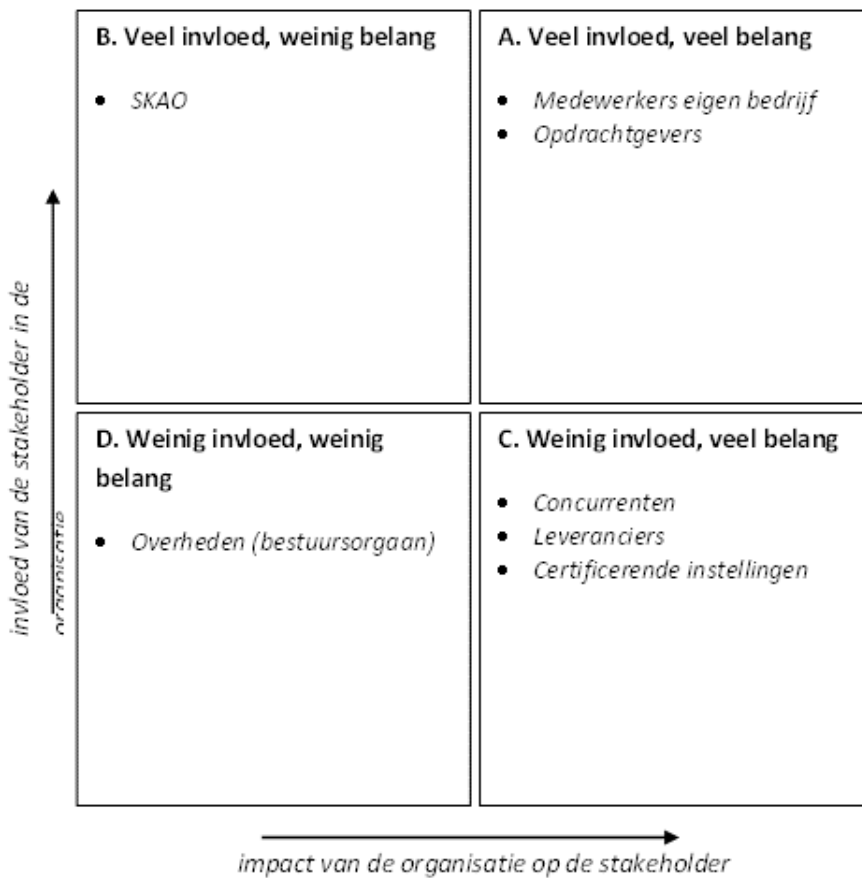 B. Veel invloed, weinig belang
• SKAO
A. Veel invloed, veel belang
• Medewerkers eigen bedrijf
• Opdrachtgevers
D. Weinig invloed, weinig
belang
• Overheden (bestuursorgaan)
C. Weinig invloed, veel belang
• Concurrenten
• Leveranciers
• Certificerende instellingen
invloed van de stakeholder in de
organisatie
impact van de organisatie op de stakeholder